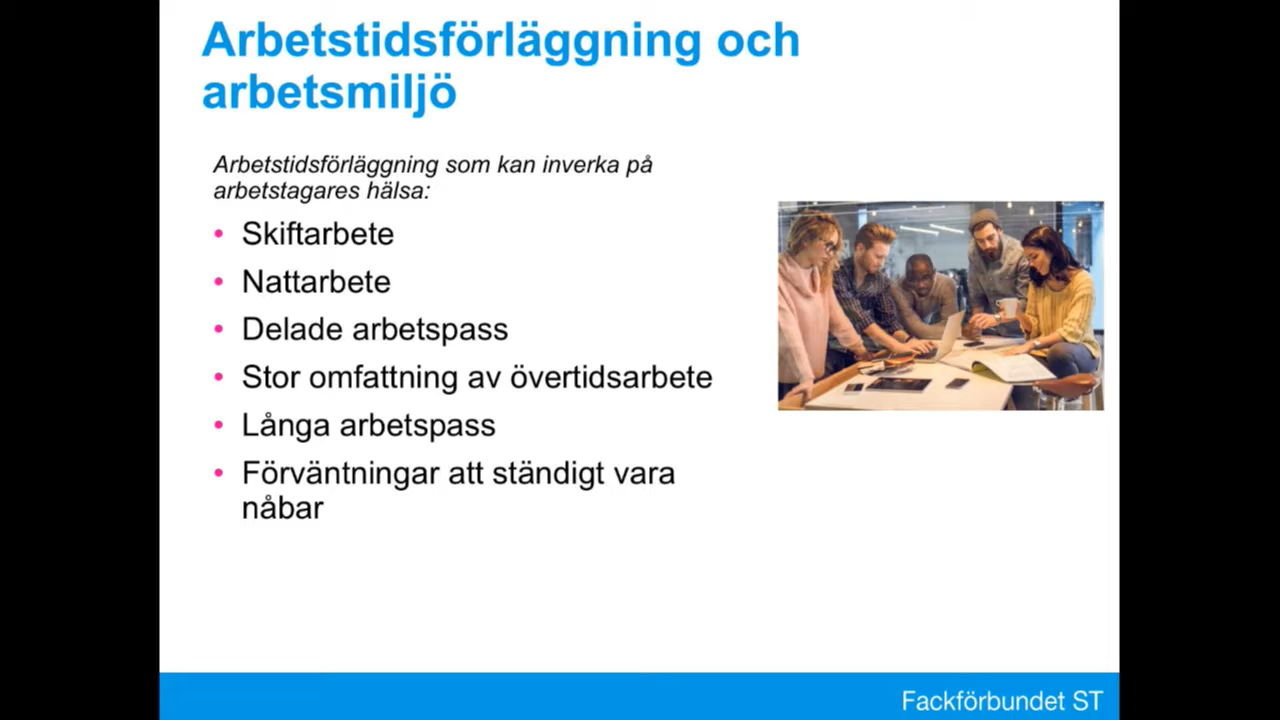 Arbetstidsförläggning och
arbetsmiljö
Arbetstidsförläggning som kan inverka på
arbetstagares hälsa:
• Skiftarbete
• Nattarbete
• Delade arbetspass
• Stor omfattning av övertidsarbete
• Långa arbetspass
• Förväntningar att ständigt vara
nåbar
Fackförbundet ST